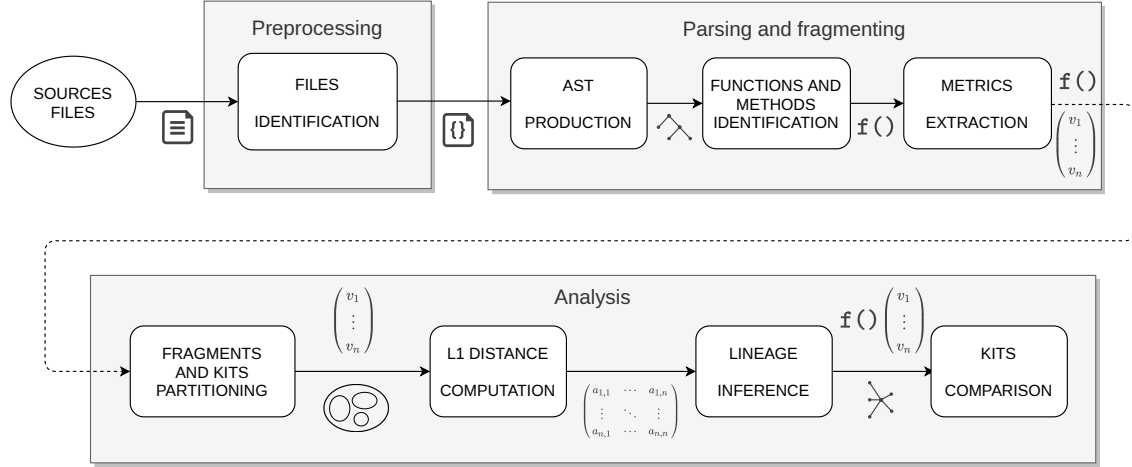 Preprocessing
Parsing and fragmenting
SOURCES
FILES
FILES
IDENTIFICATION
{}
AST
PRODUCTION
FUNCTIONS AND
METHODS
IDENTIFICATION
f()
METRICS
EXTRACTION
f()
v1
⋮
vn
Analysis
FRAGMENTS
AND KITS
PARTITIONING
v1
⋮
vn
L1 DISTANCE
COMPUTATION
a1,1 ⋯ a1,n
⋮ ⋱ ⋮
an,1 ⋯ an,n
LINEAGE
INFERENCE
f()
v1
⋮
vn
KITS
COMPARISON